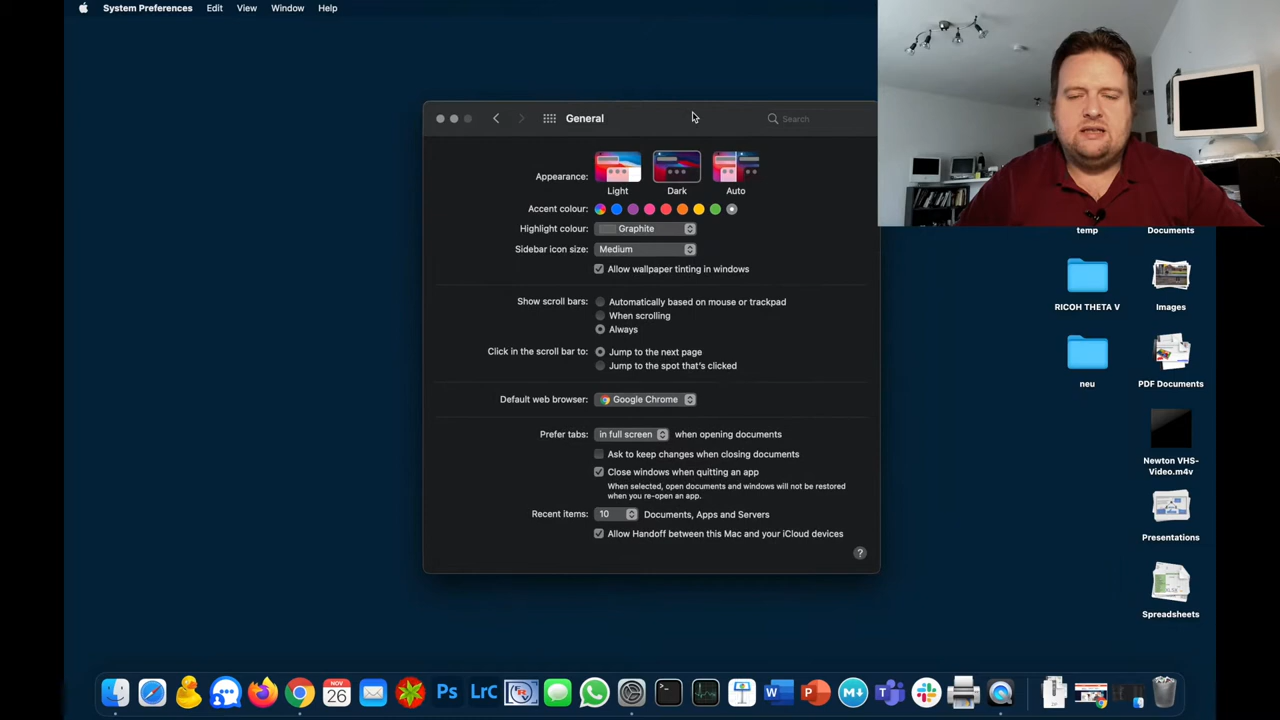 System Preferences Edit View Window Help
General
Search
Appearance:
Light Dark Auto
Accent colour:
Highlight colour: Graphite
Sidebar icon size: Medium
Allow wallpaper tinting in windows
Show scroll bars: Automatically based on mouse or trackpad
When scrolling
Always
Click in the scroll bar to: Jump to the next page
Jump to the spot that's clicked
Default web browser: Google Chrome
Prefer tabs: in full screen when opening documents
Ask to keep changes when closing documents
Close windows when quitting an app
When selected, open documents and windows will not be restored
when you re-open an app.
Recent items: 10 Documents, Apps and Servers
Allow Handoff between this Mac and your iCloud devices
?
temp Documents
RICOH THETA V Images
neu PDF Documents
Newton VHS-
Video.m4v
Presentations
Spreadsheets
NOV
26
Ps
LrC
W
P
M
T
ZIP